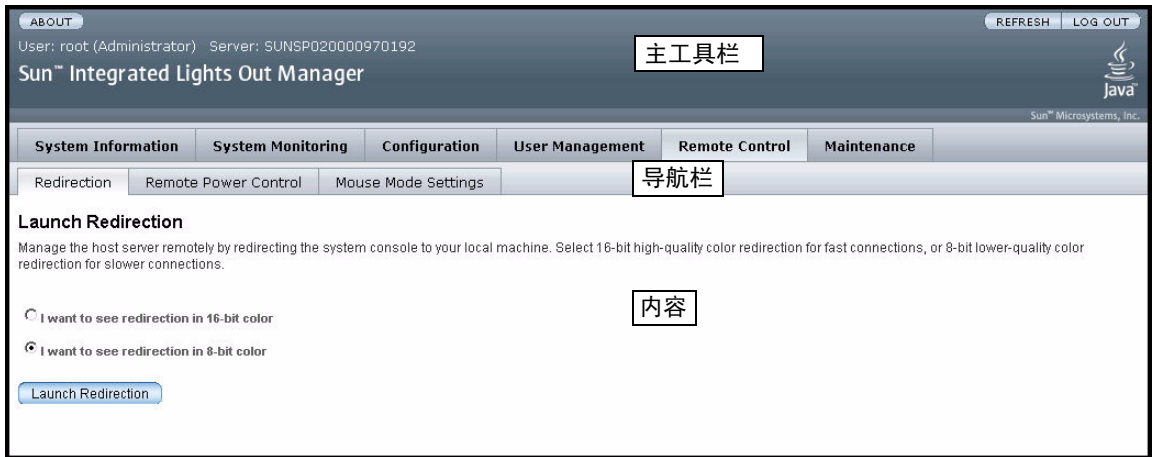 ABOUT
REFRESH LOG OUT
User: root (Administrator) Server: SUNSP020000970192
主工具栏
Sun™ Integrated Lights Out Manager
Java™
Sun™ Microsystems, Inc.
System Information System Monitoring Configuration User Management Remote Control Maintenance
Redirection Remote Power Control Mouse Mode Settings
导航栏
Launch Redirection
Manage the host server remotely by redirecting the system console to your local machine. Select 16-bit high-quality color redirection for fast connections, or 8-bit lower-quality color
redirection for slower connections.
内容
I want to see redirection in 16-bit color
I want to see redirection in 8-bit color
Launch Redirection